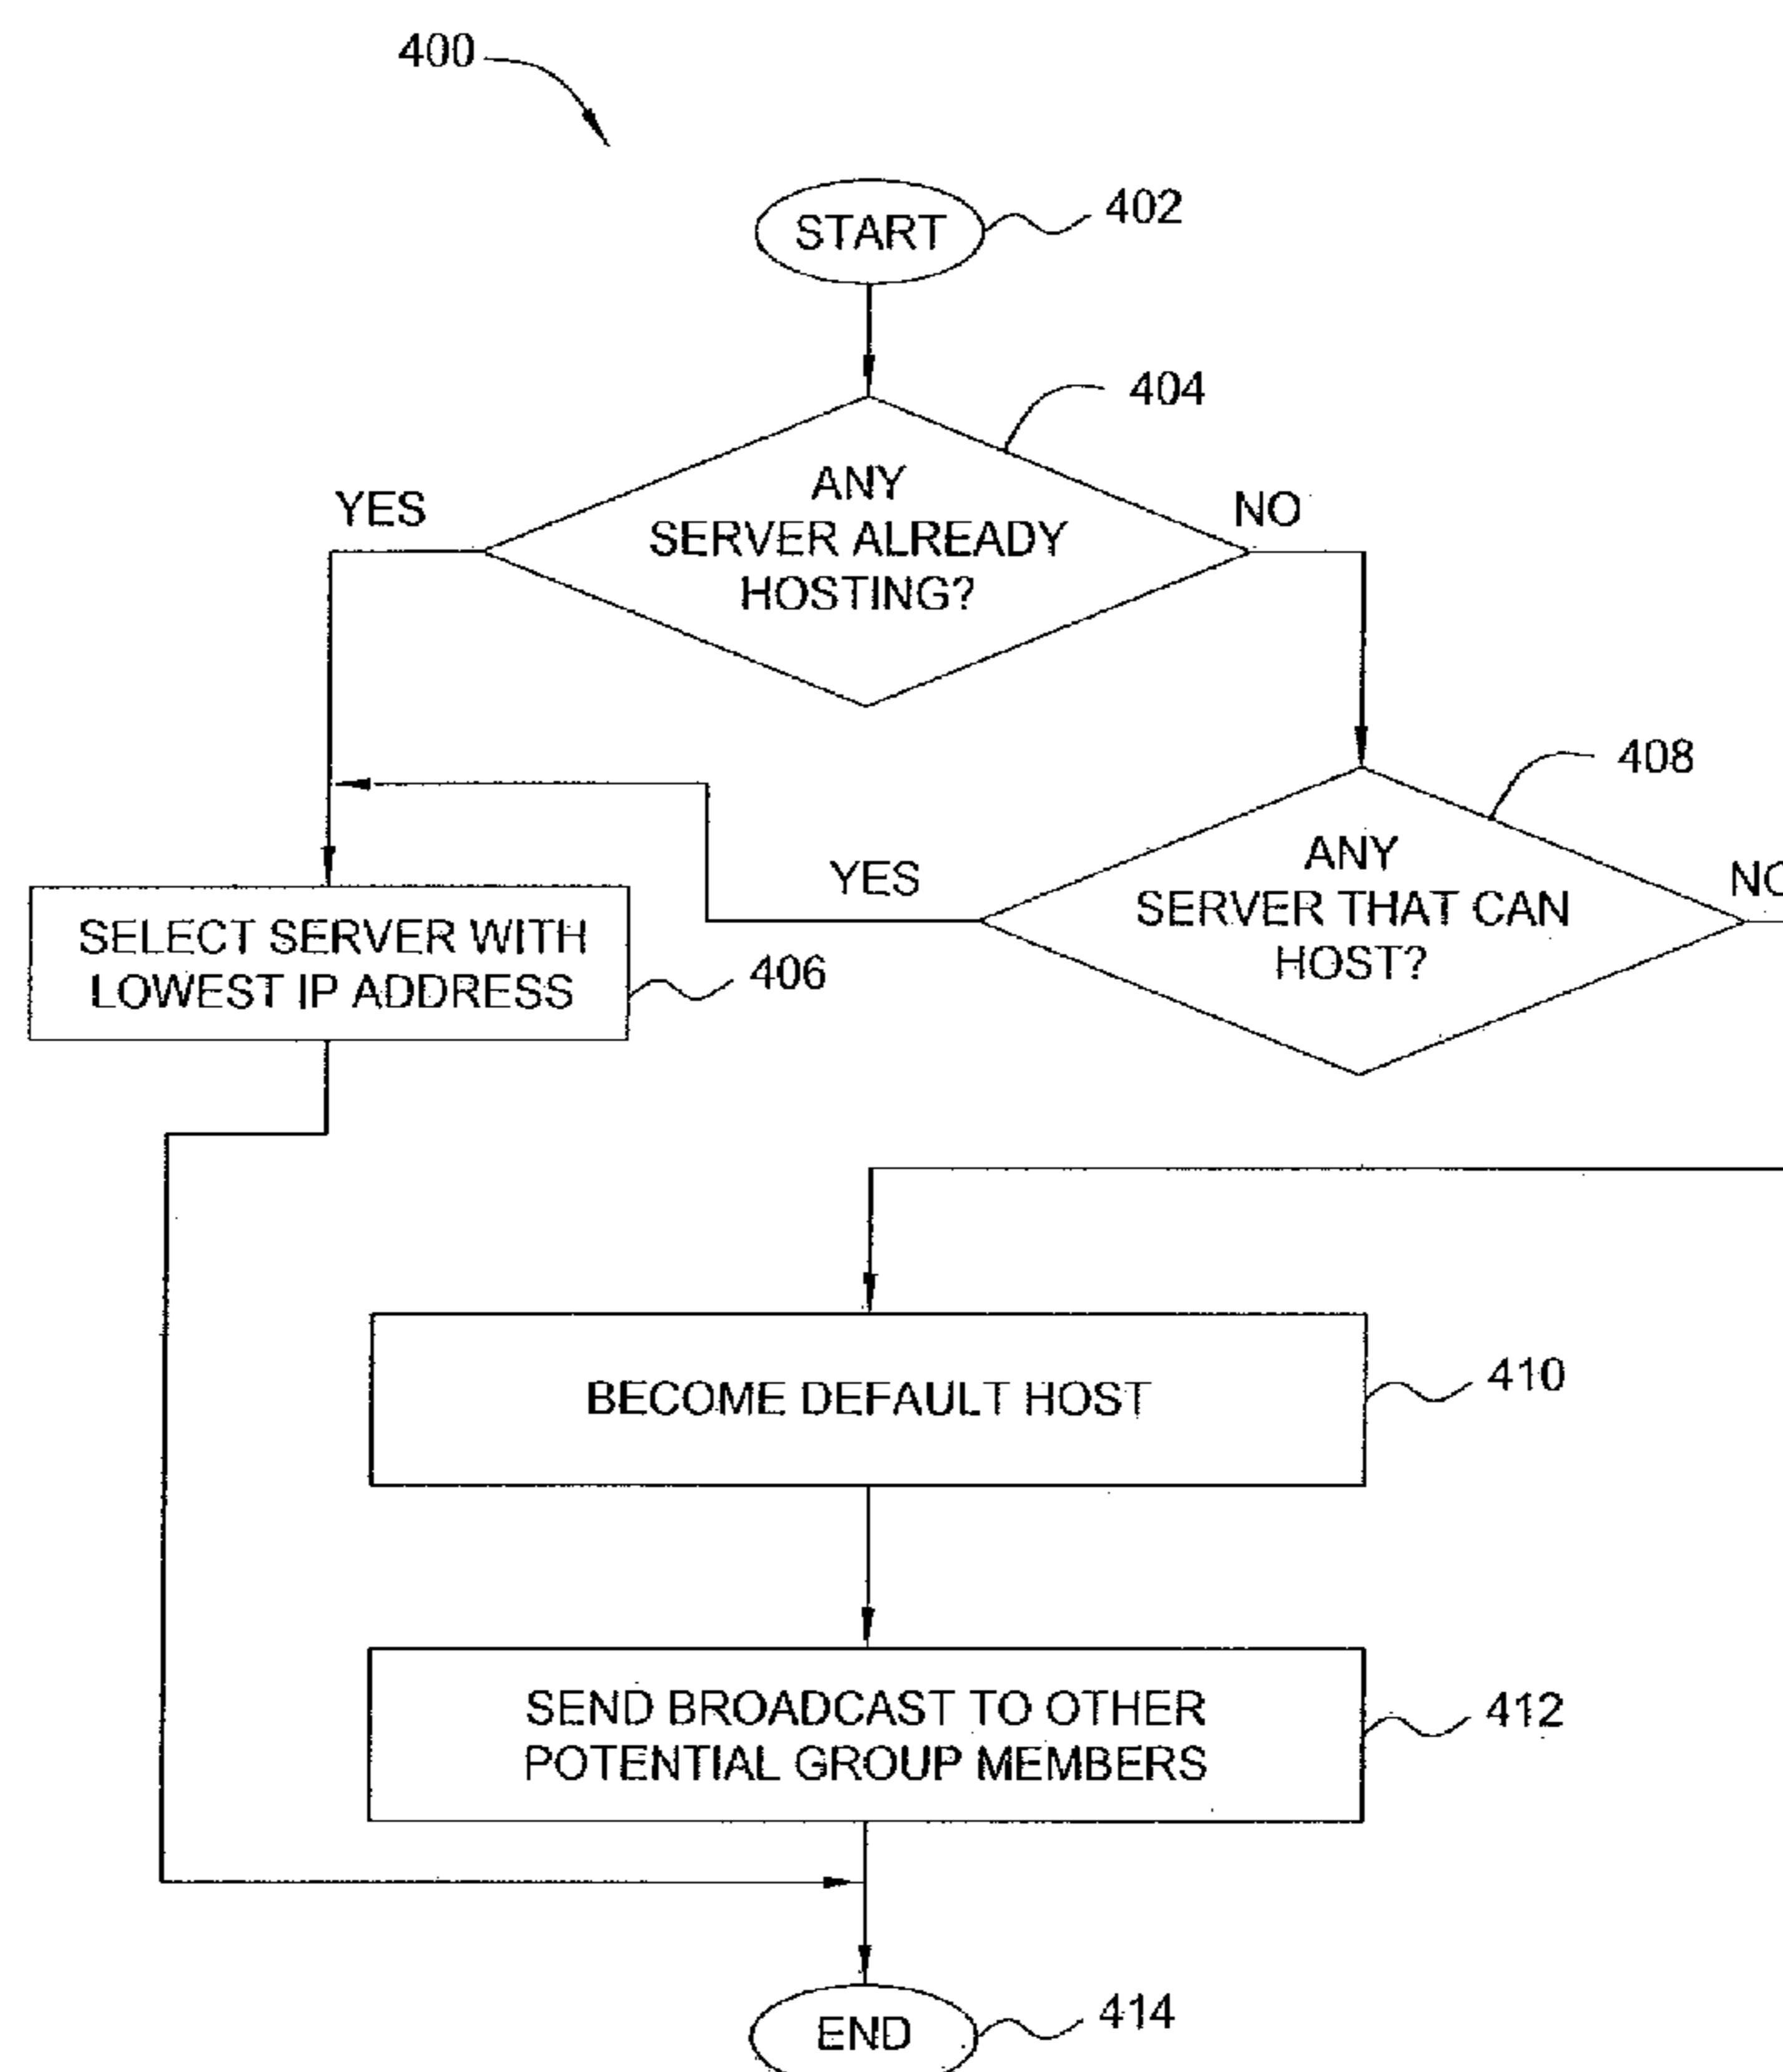 400
START
402
404
ANY
SERVER ALREADY
HOSTING?
YES
NO
408
ANY
SERVER THAT CAN
HOST?
YES
NO
SELECT SERVER WITH
LOWEST IP ADDRESS
406
BECOME DEFAULT HOST
410
SEND BROADCAST TO OTHER
POTENTIAL GROUP MEMBERS
412
END
414